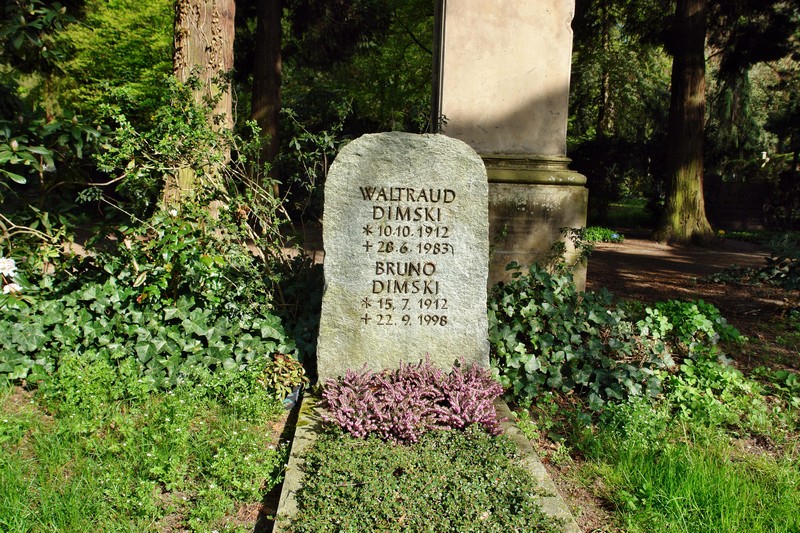 WALTRAUD
DIMSKI
* 10.10.1912
+ 28.6.1983
BRUNO
DIMSKI
* 15.7.1912
+ 22.9.1998